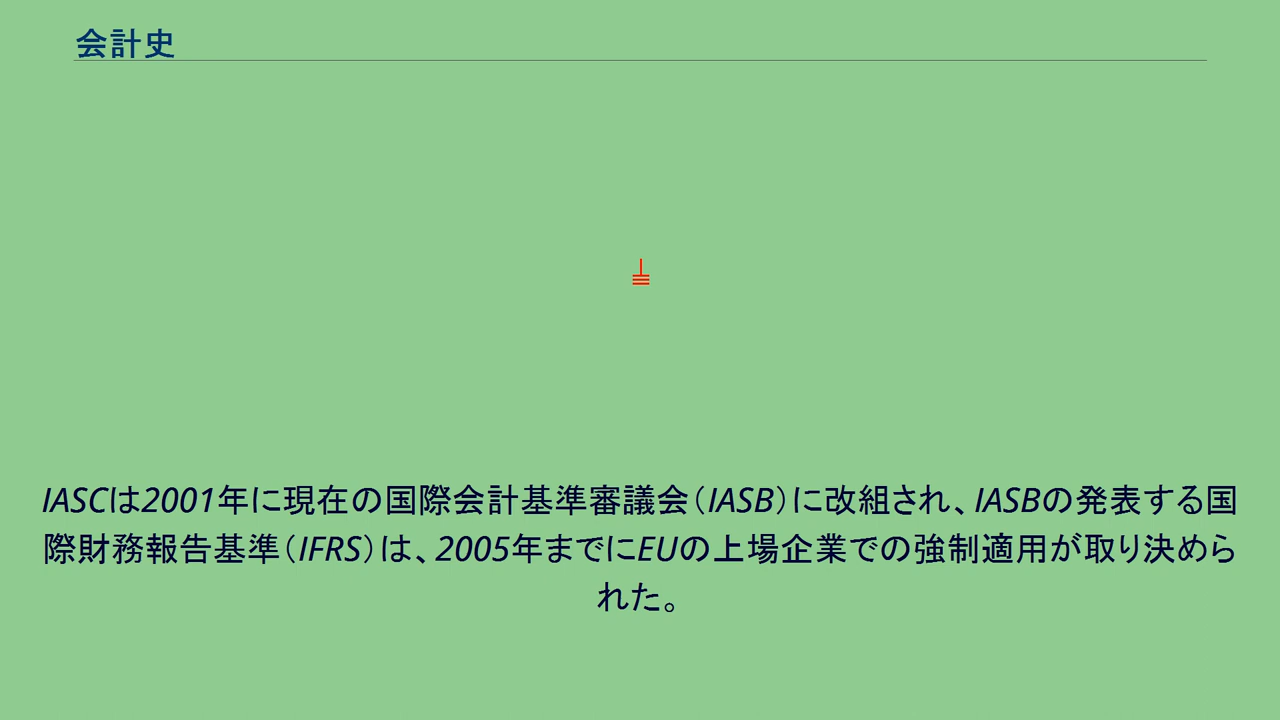 会計史
IASCは2001年に現在の国際会計基準審議会（IASB）に改組され、IASBの発表する国
際財務報告基準（IFRS）は、2005年までにEUの上場企業での強制適用が取り決めら
れた。